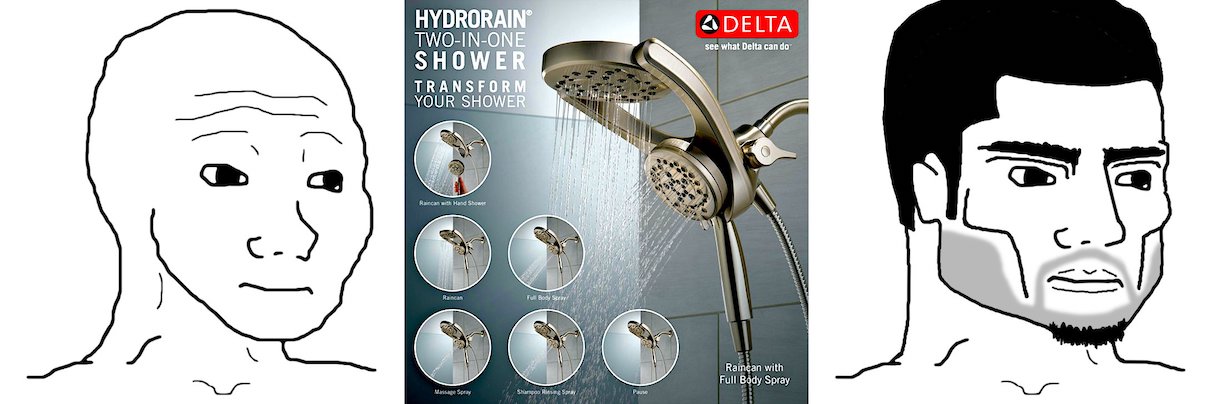 HYDRORAIN®
TWO-IN-ONE
SHOWER
TRANSFORM
YOUR SHOWER
DELTA
see what Delta can do™
Raincan with Hand Shower
Raincan
Full Body Spray
Massage Spray
Shampoo Rinsing Spray
Pause
Raincan with
Full Body Spray